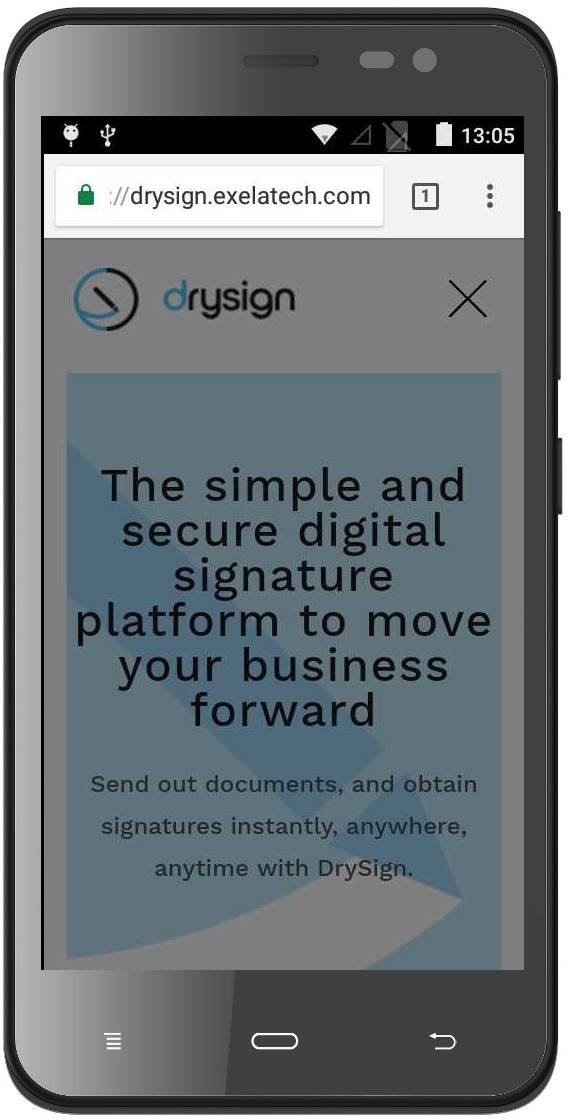 13:05
://drysign.exelatech.com
1
drysign
The simple and
secure digital
signature
platform to move
your business
forward
Send out documents, and obtain
signatures instantly, anywhere,
anytime with DrySign.